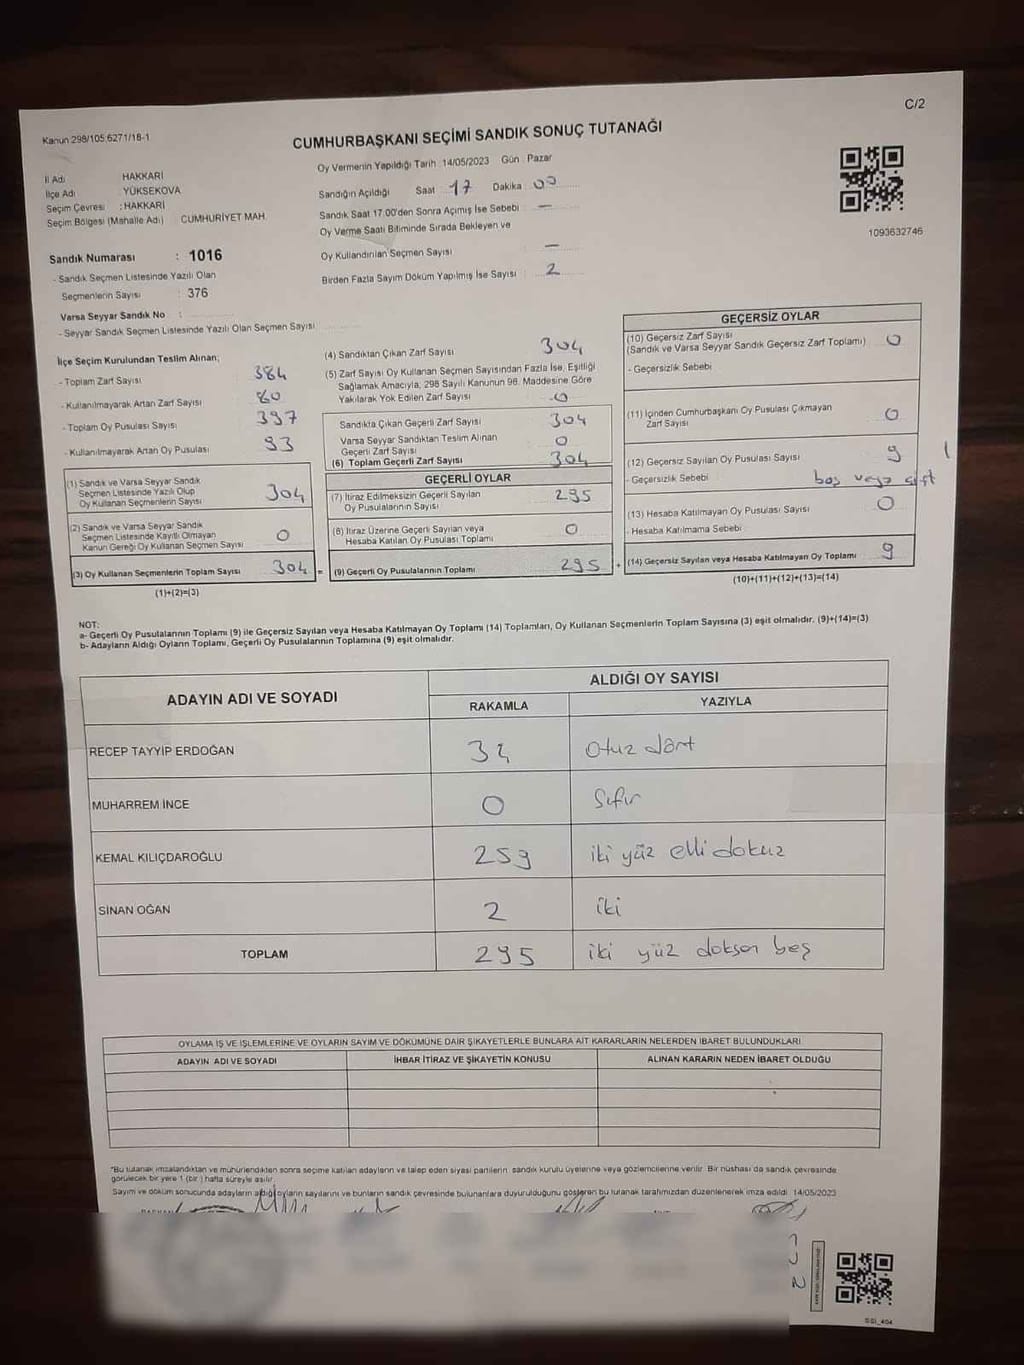 C/2
Kanun 298/105.6271/18-1
CUMHURBAŞKANI SEÇİMİ SANDIK SONUÇ TUTANAĞI
Oy Vermenin Yapıldığı Tarih :14/05/2023 Gün : Pazar
İl Adı HAKKARİ
İlçe Adı : YÜKSEKOVA
Seçim Çevresi : HAKKARİ
Seçim Bölgesi (Mahalle Adı) CUMHURİYET MAH.
Sandığın Açıldığı Saat 17 Dakika 00
Sandık Saat 17.00'den Sonra Açımış İse Sebebi : —
Oy Verme Saati Bitiminde Sırada Bekleyen ve
Oy Kullandırılan Seçmen Sayısı —
Birden Fazla Sayım Döküm Yapılmış İse Sayısı : 2
1093632746
Sandık Numarası : 1016
- Sandık Seçmen Listesinde Yazılı Olan
Seçmenlerin Sayısı : 376
Varsa Seyyar Sandık No :
- Seyyar Sandık Seçmen Listesinde Yazılı Olan Seçmen Sayısı
İlçe Seçim Kurulundan Teslim Alınan;
- Toplam Zarf Sayısı 384
- Kullanılmayarak Artan Zarf Sayısı 80
- Toplam Oy Pusulası Sayısı 397
- Kullanılmayarak Artan Oy Pusulası 93
(1) Sandık ve Varsa Seyyar Sandık
Seçmen Listesinde Yazılı Olup
Oy Kullanan Seçmenlerin Sayısı 304
(2) Sandık ve Varsa Seyyar Sandık
Seçmen Listesinde Kayıtlı Olmayan
Kanun Gereği Oy Kullanan Seçmen Sayısı 0
(3) Oy Kullanan Seçmenlerin Toplam Sayısı 304 =
(1)+(2)=(3)
(4) Sandıktan Çıkan Zarf Sayısı 304
(5) Zarf Sayısı Oy Kullanan Seçmen Sayısından Fazla İse, Eşitliği
Sağlamak Amacıyla, 298 Sayılı Kanunun 98. Maddesine Göre
Yakılarak Yok Edilen Zarf Sayısı 0
Sandıkta Çıkan Geçerli Zarf Sayısı 304
Varsa Seyyar Sandıktan Teslim Alınan
Geçerli Zarf Sayısı 0
(6) Toplam Geçerli Zarf Sayısı 304
GEÇERLİ OYLAR
(7) İtiraz Edilmeksizin Geçerli Sayılan
Oy Pusulalarının Sayısı 295
(8) İtiraz Üzerine Geçerli Sayılan veya
Hesaba Katılan Oy Pusulası Toplamı 0
(9) Geçerli Oy Pusulalarının Toplamı 295 +
GEÇERSİZ OYLAR
(10) Geçersiz Zarf Sayısı
(Sandık ve Varsa Seyyar Sandık Geçersiz Zarf Toplamı) 0
- Geçersizlik Sebebi
(11) İçinden Cumhurbaşkanı Oy Pusulası Çıkmayan
Zarf Sayısı 0
(12) Geçersiz Sayılan Oy Pusulası Sayısı 9
- Geçersizlik Sebebi boş veya çift
(13) Hesaba Katılmayan Oy Pusulası Sayısı 0
- Hesaba Katılmama Sebebi
(14) Geçersiz Sayılan veya Hesaba Katılmayan Oy Toplamı 9
(10)+(11)+(12)+(13)=(14)
NOT:
a- Geçerli Oy Pusulalarının Toplamı (9) ile Geçersiz Sayılan veya Hesaba Katılmayan Oy Toplamı (14) Toplamları, Oy Kullanan Seçmenlerin Toplam Sayısına (3) eşit olmalıdır. (9)+(14)=(3)
b- Adayların Aldığı Oyların Toplamı, Geçerli Oy Pusulalarının Toplamına (9) eşit olmalıdır.
ADAYIN ADI VE SOYADI
ALDIĞI OY SAYISI
RAKAMLA YAZIYLA
RECEP TAYYİP ERDOĞAN 34 Otuz dört
MUHARREM İNCE 0 Sıfır
KEMAL KILIÇDAROĞLU 259 iki yüz elli dokuz
SİNAN OĞAN 2 iki
TOPLAM 295 iki yüz doksan beş
OYLAMA İŞ VE İŞLEMLERİNE VE OYLARIN SAYIM VE DÖKÜMÜNE DAİR ŞİKAYETLERLE BUNLARA AİT KARARLARIN NELERDEN İBARET BULUNDUKLARI
ADAYIN ADI VE SOYADI İHBAR İTİRAZ VE ŞİKAYETİN KONUSU ALINAN KARARIN NEDEN İBARET OLDUĞU
*Bu tutanak imzalandıktan ve mühürlendikten sonra seçime katılan adayların ve talep eden siyasi partilerin sandık kurulu üyelerine veya gözlemcilerine verilir. Bir nüshası da sandık çevresinde
görülecek bir yere 1 (bir) hafta süreyle asılır.
Sayım ve döküm sonucunda adayların aldığı oyların sayılarını ve bunların sandık çevresinde bulunanlara duyurulduğunu gösteren bu tutanak tarafımızdan düzenlenerek imza edildi. 14/05/2023